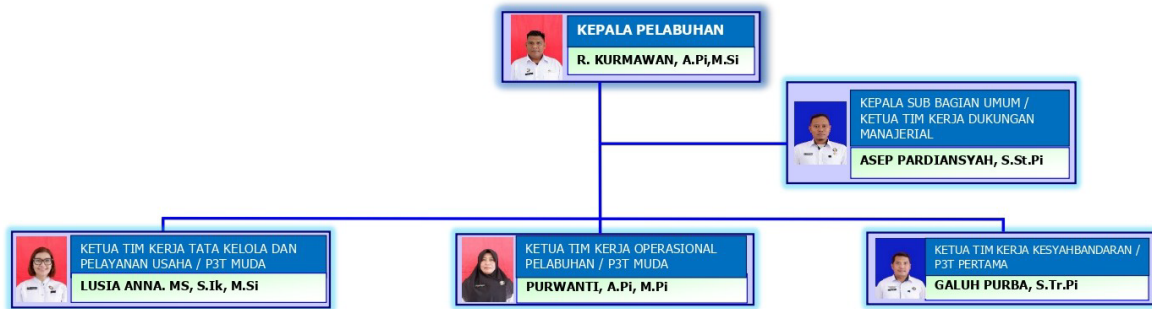 KEPALA PELABUHAN
R. KURMAWAN, A.Pi,M.Si
KEPALA SUB BAGIAN UMUM /
KETUA TIM KERJA DUKUNGAN
MANAJERIAL
ASEP PARDIANSYAH, S.St.Pi
KETUA TIM KERJA TATA KELOLA DAN
PELAYANAN USAHA / P3T MUDA
LUSIA ANNA. MS, S.Ik, M.Si
KETUA TIM KERJA OPERASIONAL
PELABUHAN / P3T MUDA
PURWANTI, A.Pi, M.Pi
KETUA TIM KERJA KESYAHBANDARAN /
P3T PERTAMA
GALUH PURBA, S.Tr.Pi